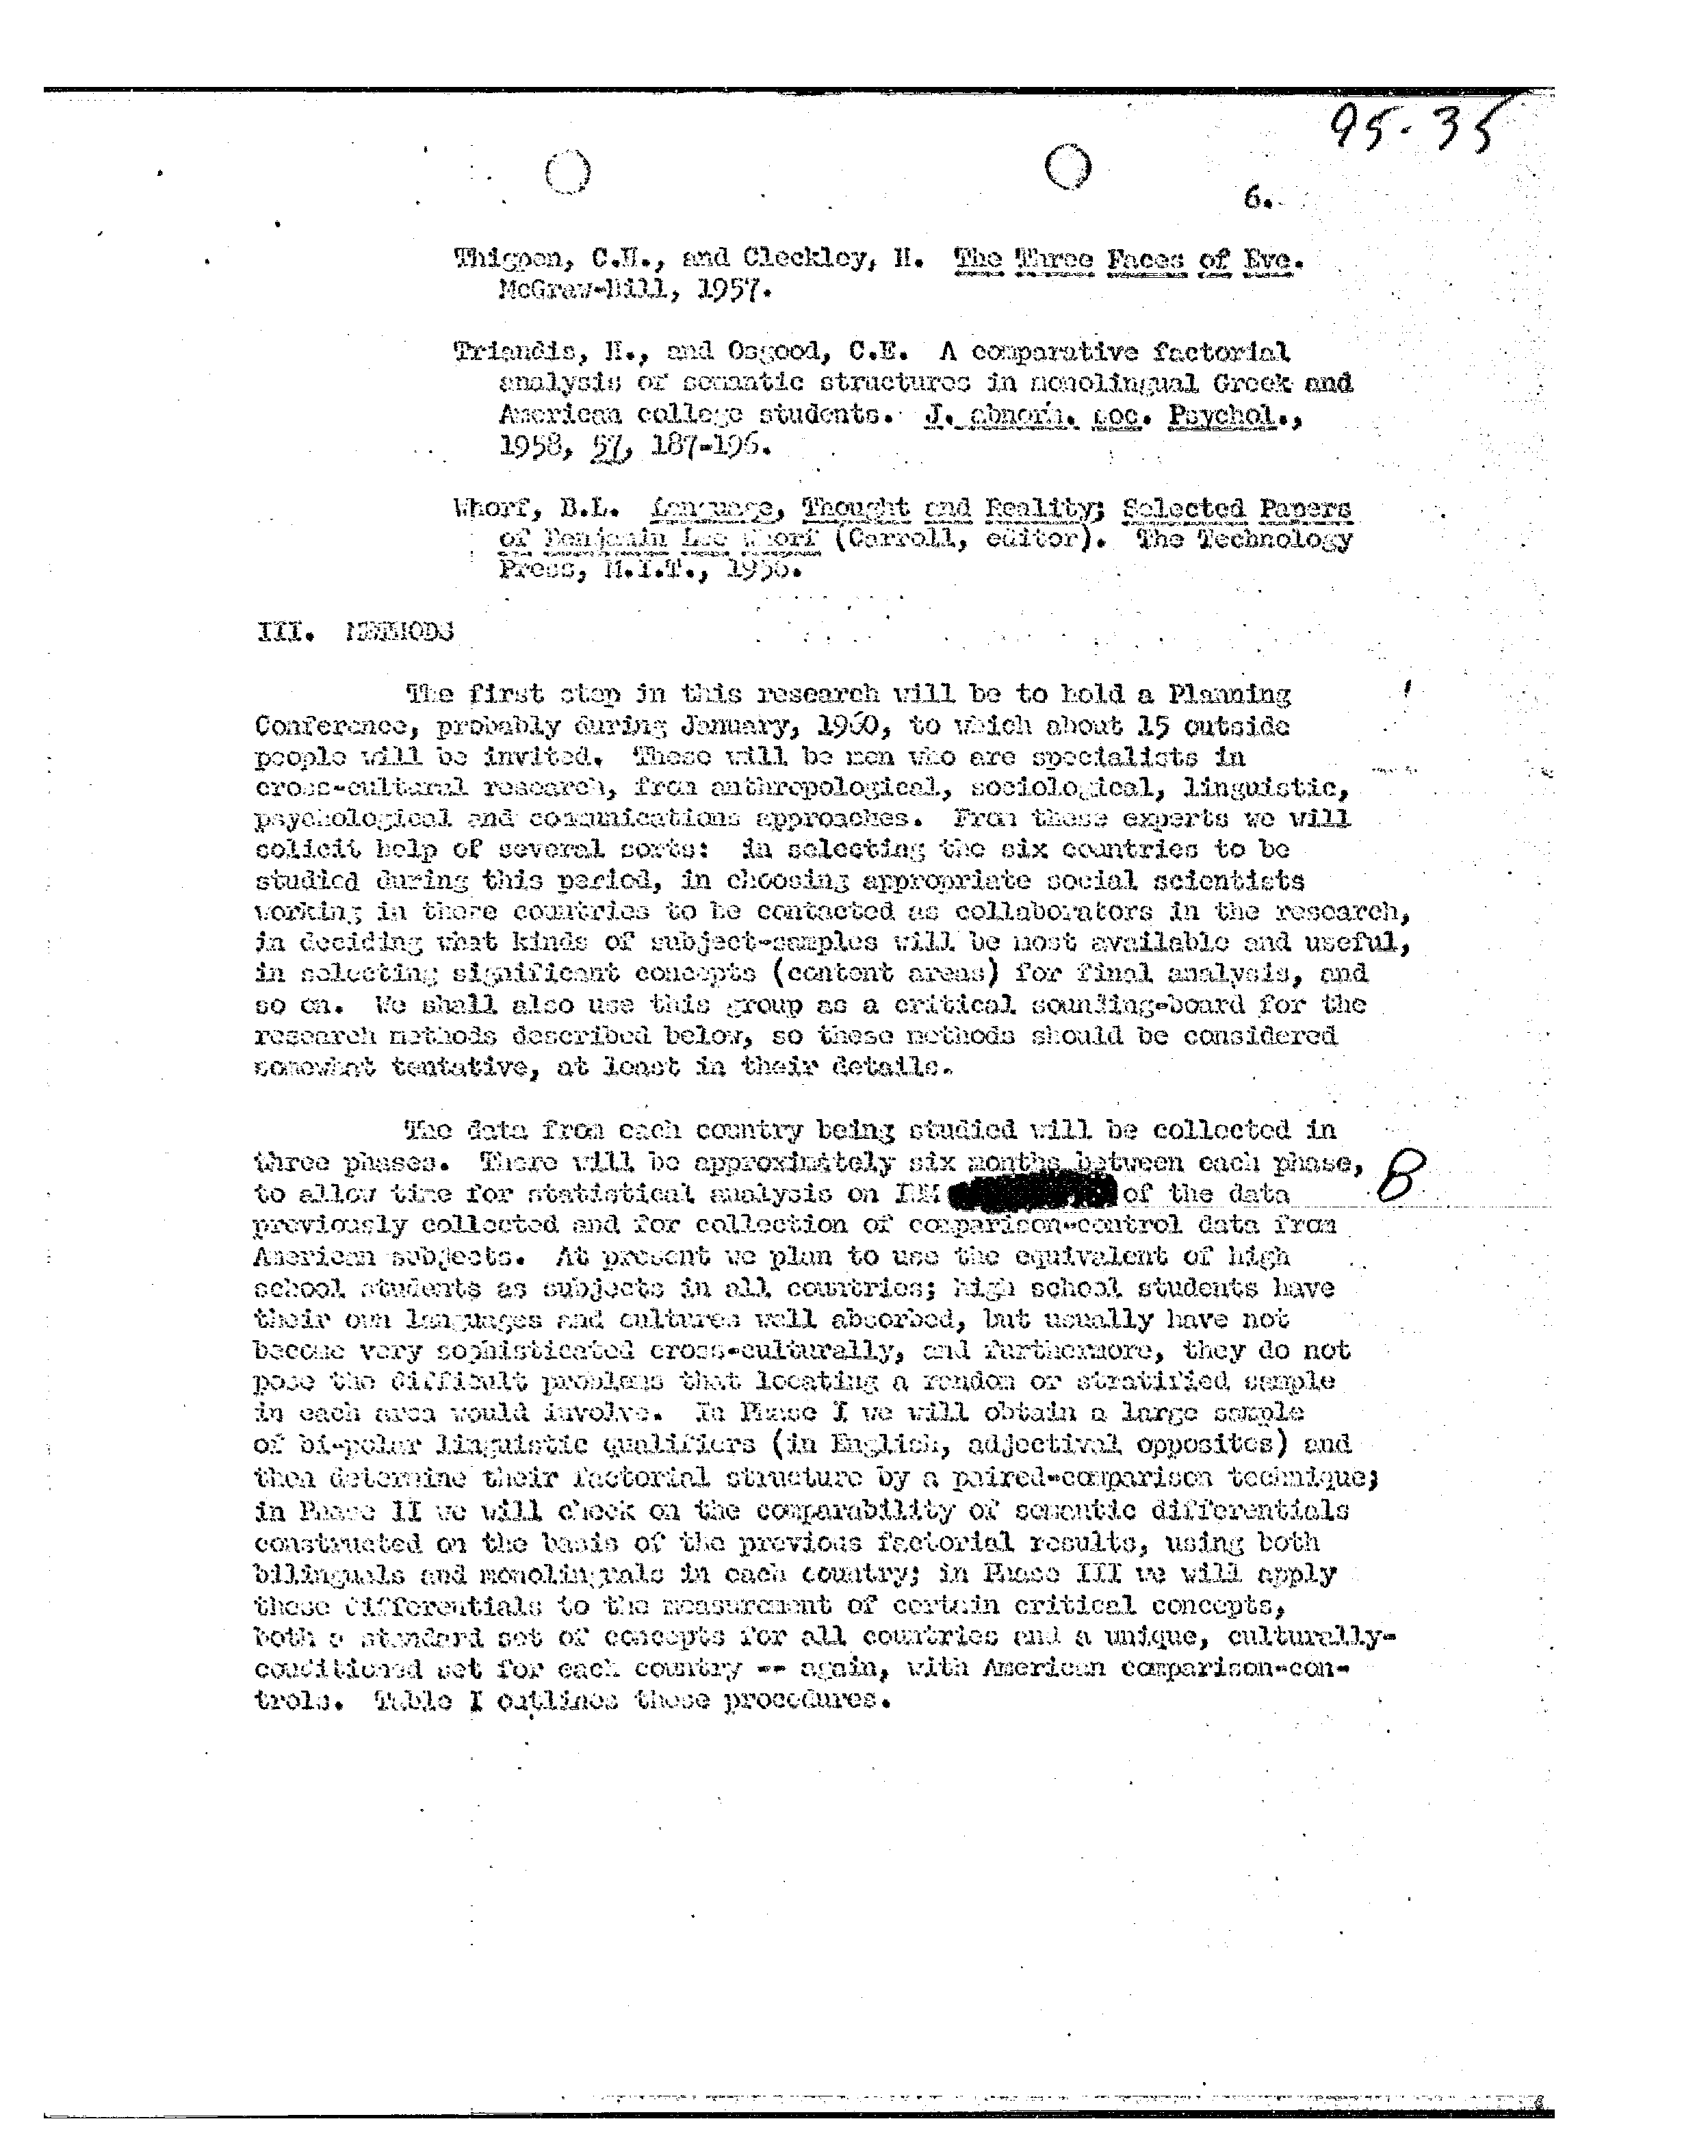 95-35
6.
Thigpen, C.H., and Cleckley, H. The Three Faces of Eve.
McGraw-Hill, 1957.
Triandis, H., and Osgood, C.E. A comparative factorial
analysis of semantic structures in monolingual Greek and
American college students. J. abnorm. soc. Psychol.,
1958, 57, 187-196.
Whorf, B.L. Language, Thought and Reality; Selected Papers
of Benjamin Lee Whorf (Carroll, editor). The Technology
Press, M.I.T., 1956.
III. METHODS
The first step in this research will be to hold a Planning
Conference, probably during January, 1960, to which about 15 outside
people will be invited. These will be men who are specialists in
cross-cultural research, from anthropological, sociological, linguistic,
psychological and communications approaches. From these experts we will
solicit help of several sorts: in selecting the six countries to be
studied during this period, in choosing appropriate social scientists
working in these countries to be contacted as collaborators in the research,
in deciding what kinds of subject-samples will be most available and useful,
in selecting significant concepts (content areas) for final analysis, and
so on. We shall also use this group as a critical sounding-board for the
research methods described below, so these methods should be considered
somewhat tentative, at least in their details.
The data from each country being studied will be collected in
three phases. There will be approximately six months between each phase,
to allow time for statistical analysis on of the data
B
previously collected and for collection of comparison-control data from
American subjects. At present we plan to use the equivalent of high
school students as subjects in all countries; high school students have
their own languages and cultures well absorbed, but usually have not
become very sophisticated cross-culturally, and furthermore, they do not
pose the difficult problems that locating a random or stratified sample
in each area would involve. In Phase I we will obtain a large sample
of bi-polar linguistic qualifiers (in English, adjectival opposites) and
then determine their factorial structure by a paired-comparison technique;
in Phase II we will check on the comparability of semantic differentials
constructed on the basis of the previous factorial results, using both
bilinguals and monolinguals in each country; in Phase III we will apply
these differentials to the measurement of certain critical concepts,
both a standard set of concepts for all countries and a unique, culturally-
conditioned set for each country -- again, with American comparison-con-
trols. Table I outlines these procedures.